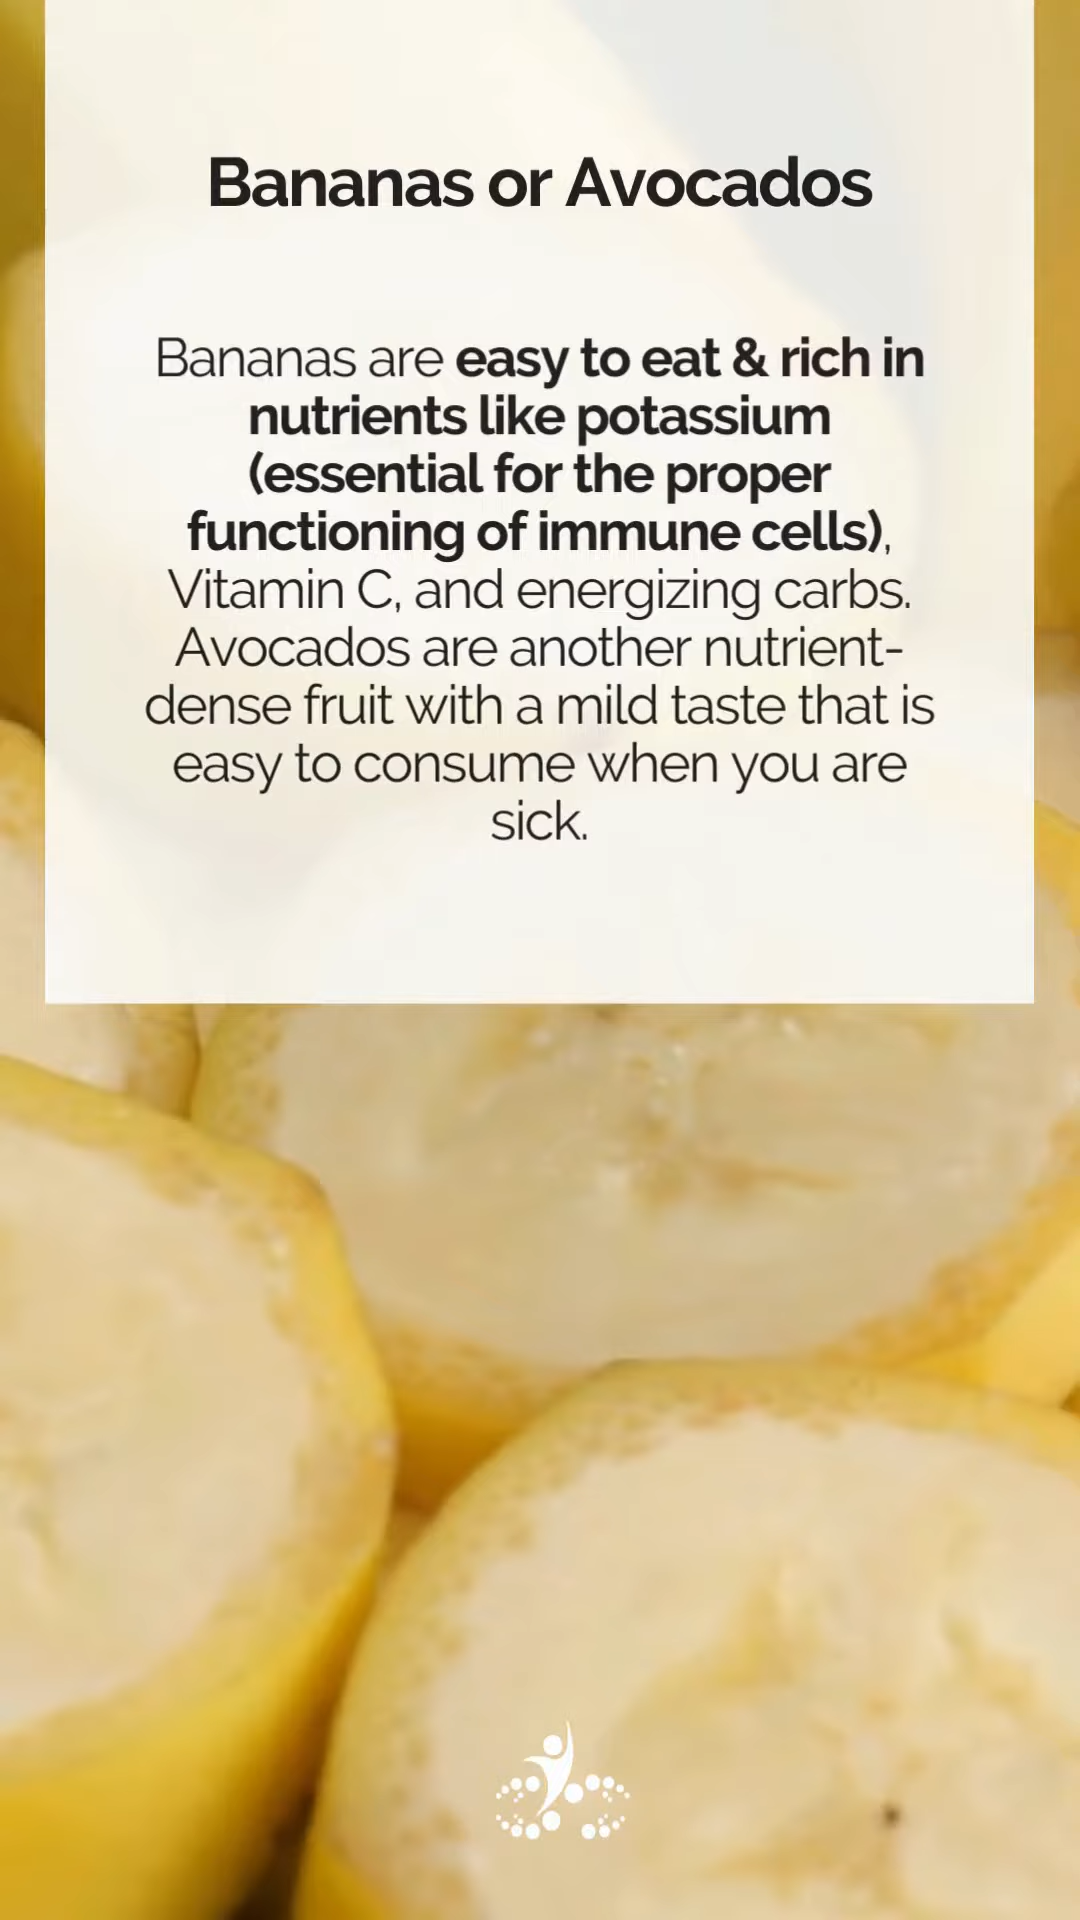 Bananas or Avocados
Bananas are easy to eat & rich in
nutrients like potassium
(essential for the proper
functioning of immune cells),
Vitamin C, and energizing carbs.
Avocados are another nutrient-
dense fruit with a mild taste that is
easy to consume when you are
sick.